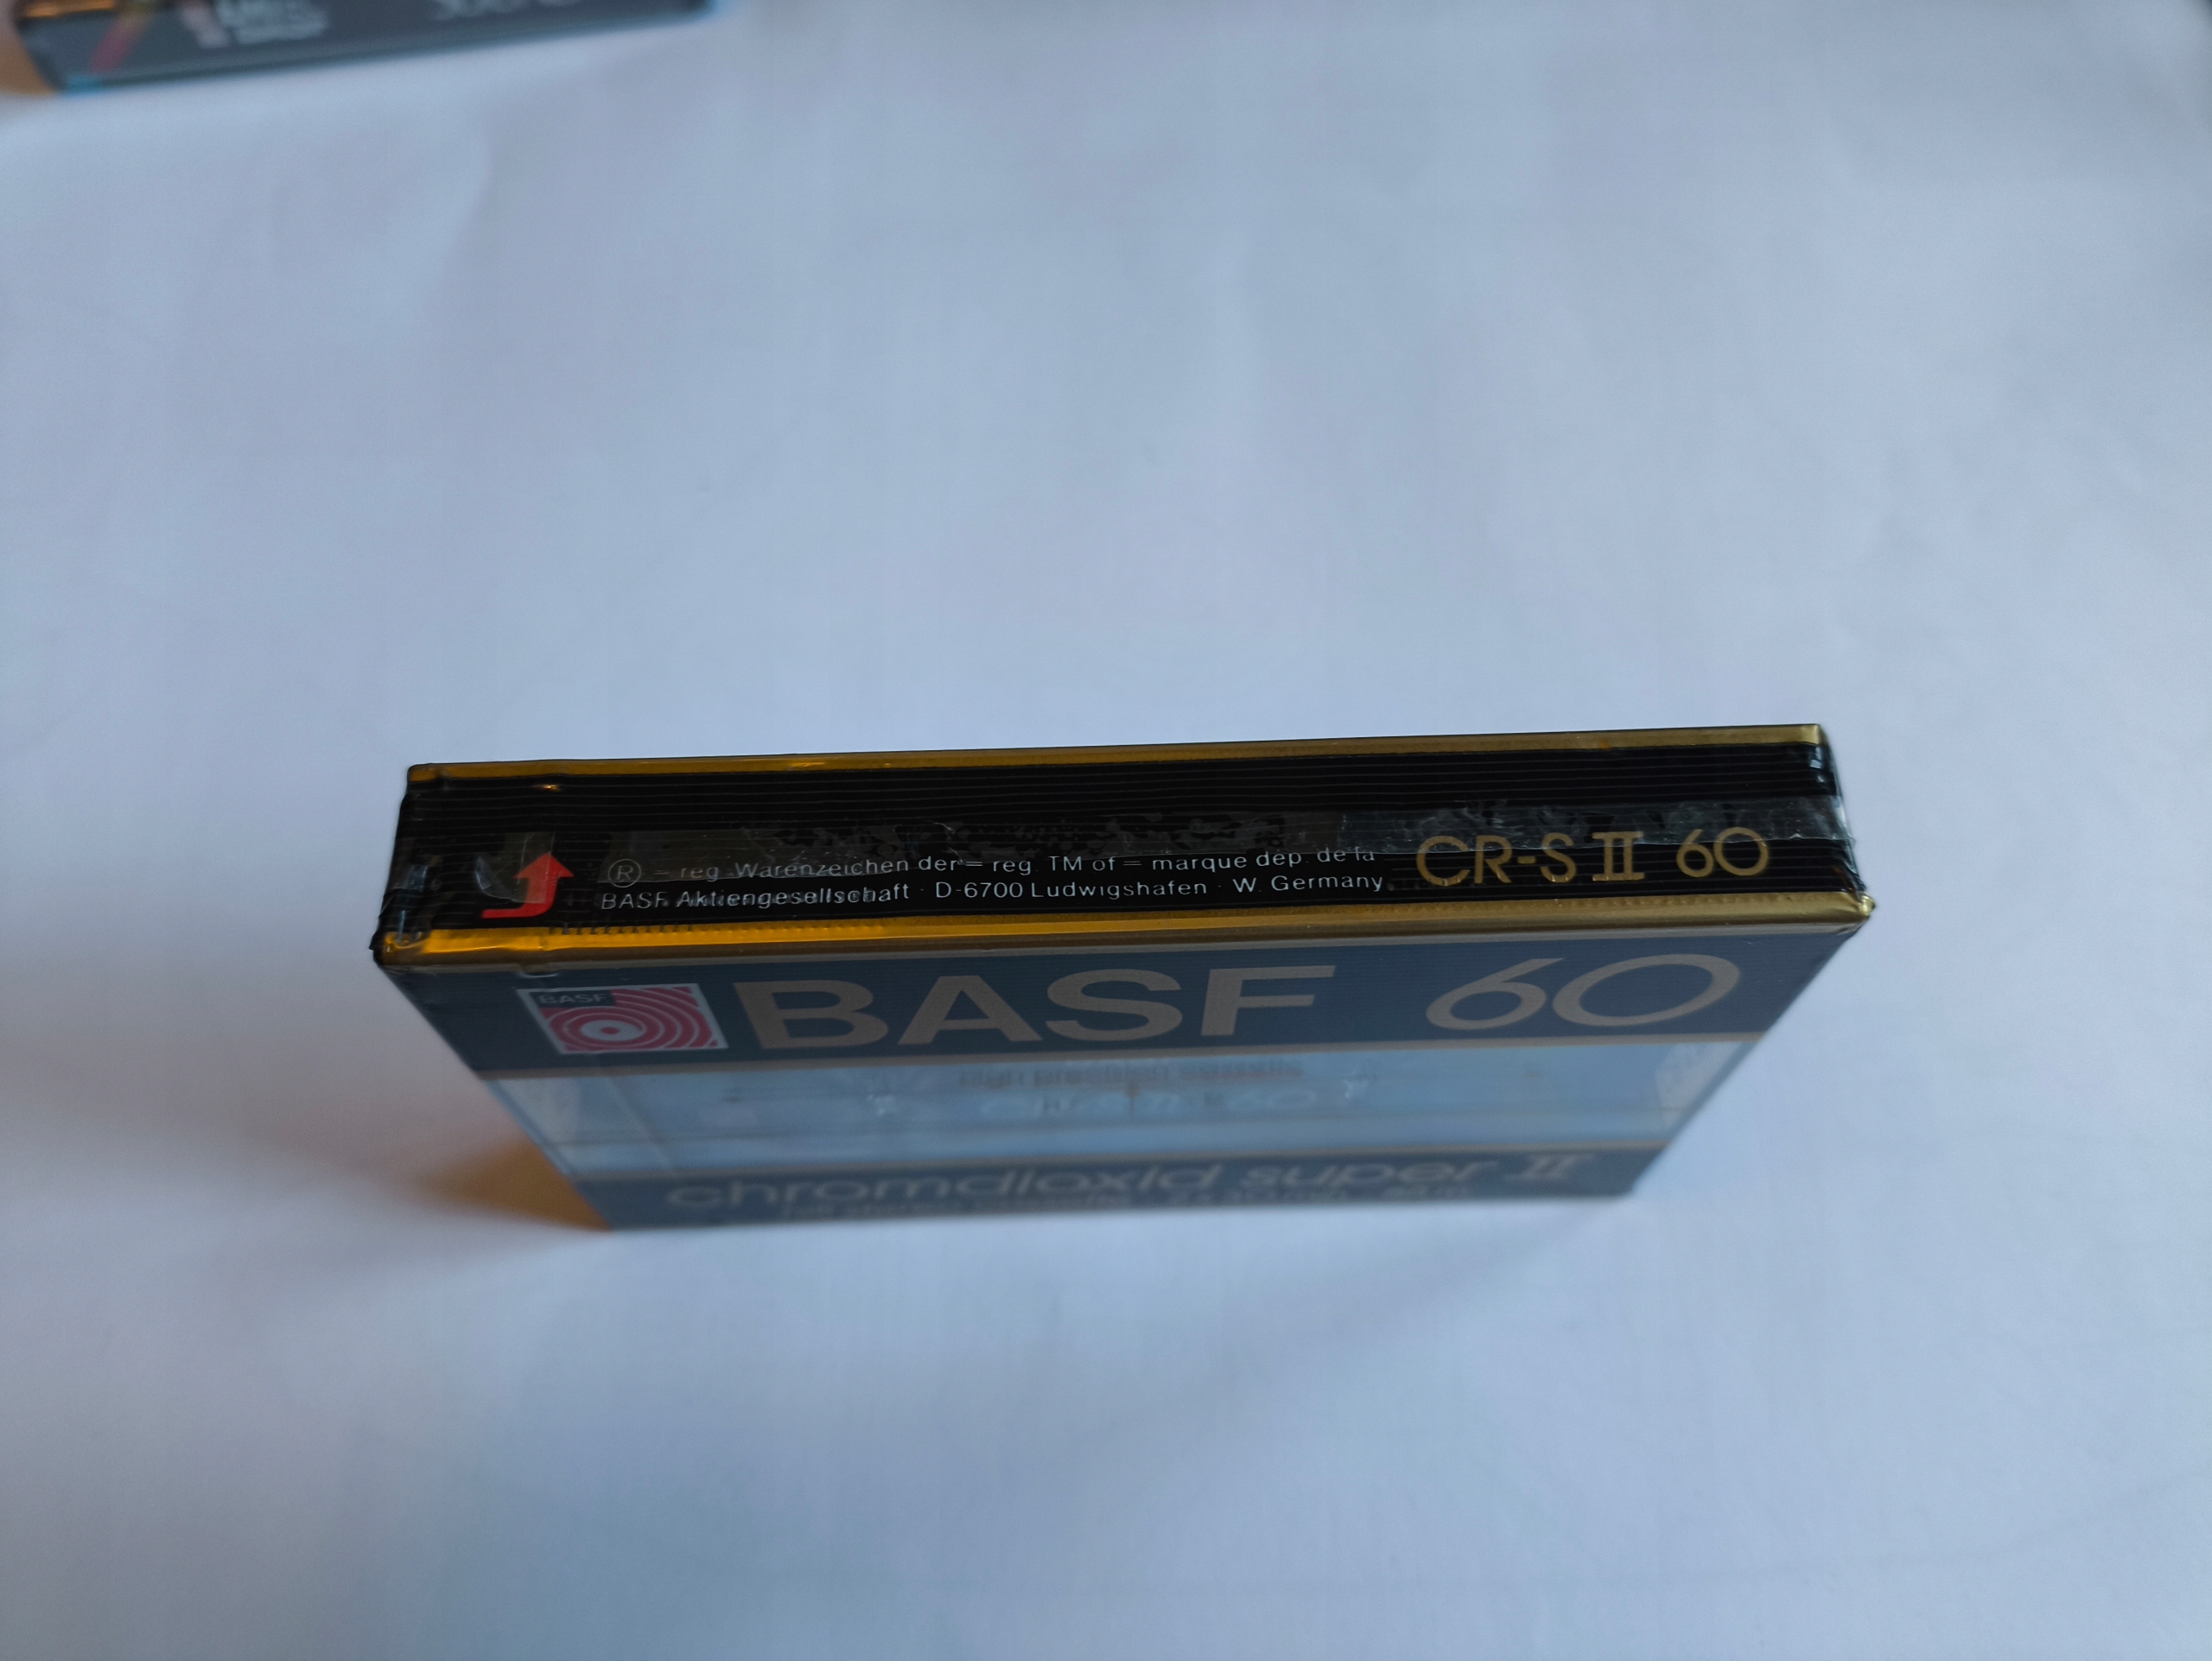 ® = reg. Warenzeichen der = reg. TM of = marque dep. de la
BASF Aktiengesellschaft · D-6700 Ludwigshafen · W. Germany
CR-S II 60
BASF
BASF 60
chromdioxid super II